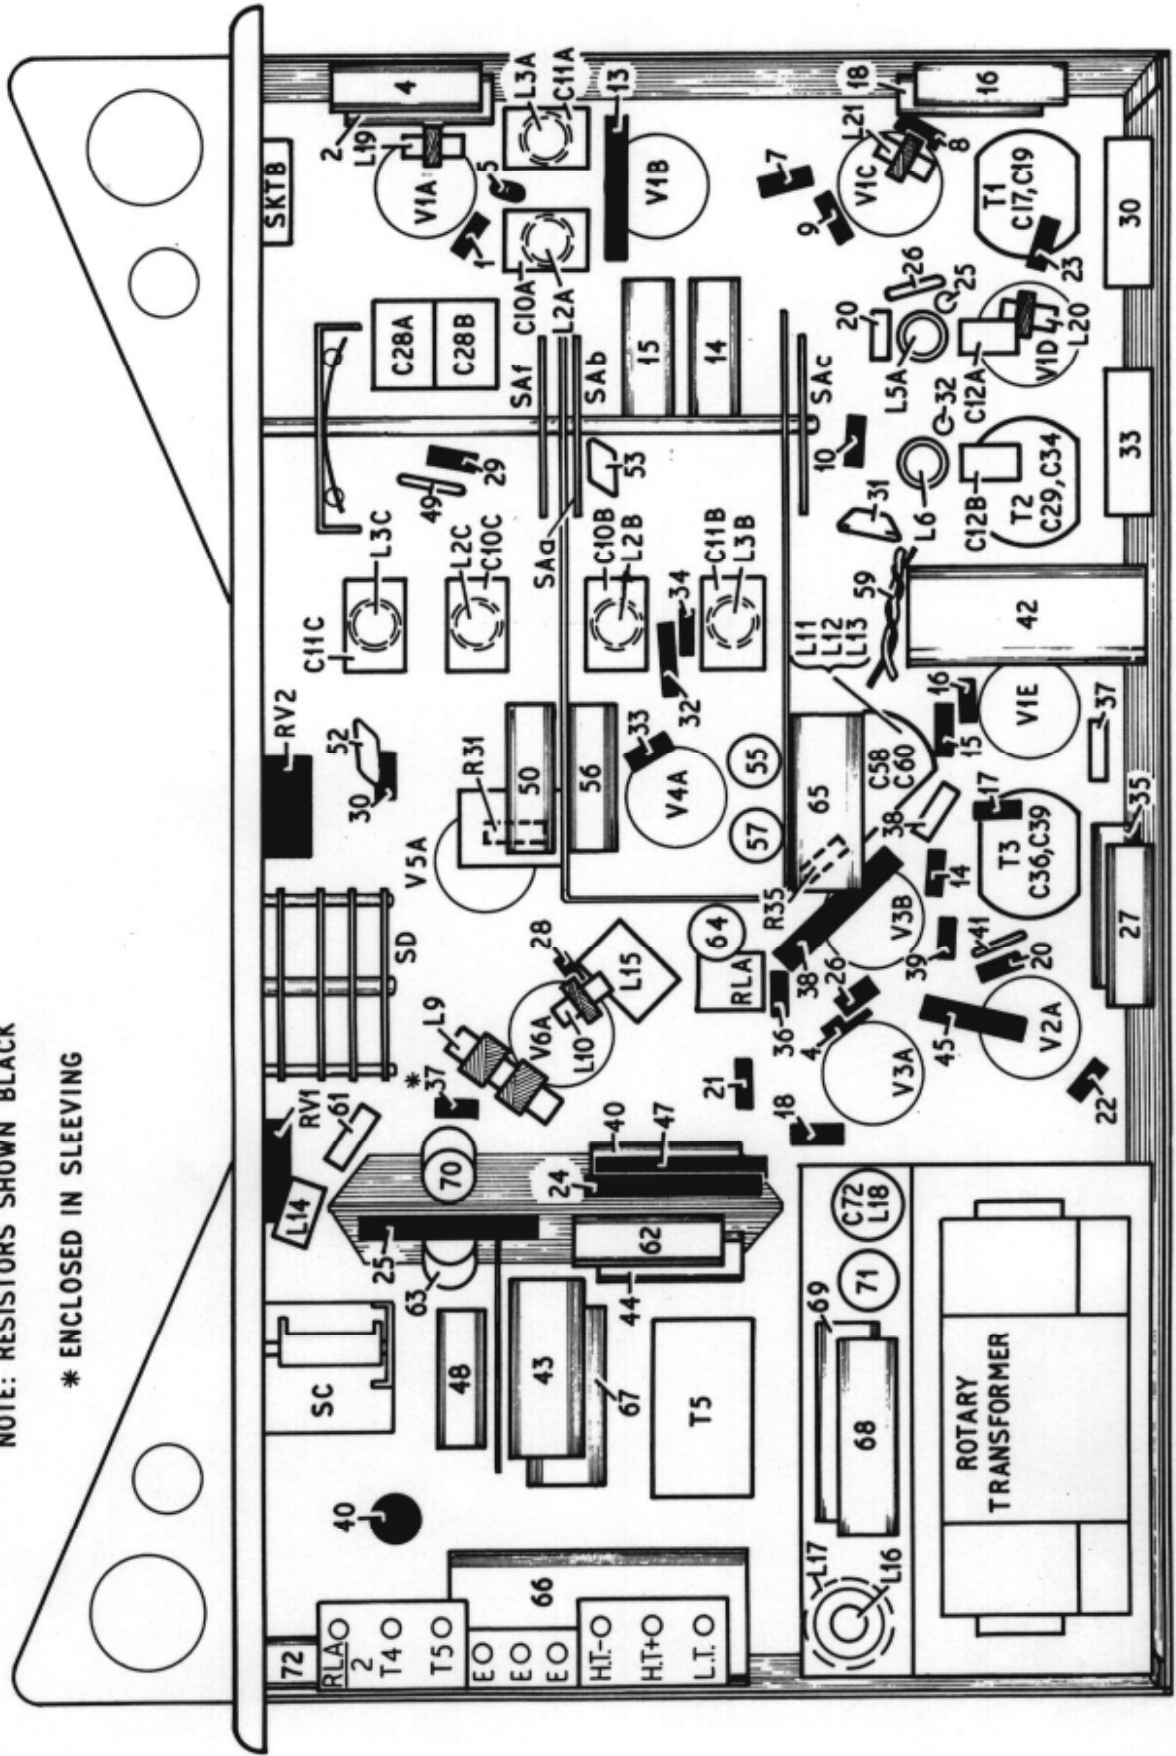 NOTE: RESISTORS SHOWN BLACK
* ENCLOSED IN SLEEVING
72
SC
L14
RV1
SD
RV2
SKTB
RLA
2
T4
T5
E
E
E
H.T.-
H.T.+
L.T.
40
66
61
25
63
70
*
37
L9
30
52
C11C
L3C
49
29
C28A
C28B
2
4
L19
V1A
1
5
48
43
67
V6A
L10
28
L15
V5A
R31
50
L2C
C10C
SAf
SAa
SAb
C10A
L2A
L3A
C11A
13
44
62
24
40
47
T5
64
RLA
56
33
V4A
32
34
C10B
L2B
53
15
14
V1B
57
55
C11B
L3B
21
36
38
R35
65
L11
L12
L13
SAc
7
9
18
69
71
C72
L18
18
4
26
V3A
V3B
38
C58
C60
59
31
10
20
26
V1C
L21
8
L17
L16
68
45
39
14
15
16
L6
32
L5A
25
ROTARY
TRANSFORMER
22
V2A
20
41
T3
C36,C39
17
V1E
37
42
C12B
T2
C29,C34
C12A
V1D
L20
23
T1
C17,C19
16
27
35
33
30